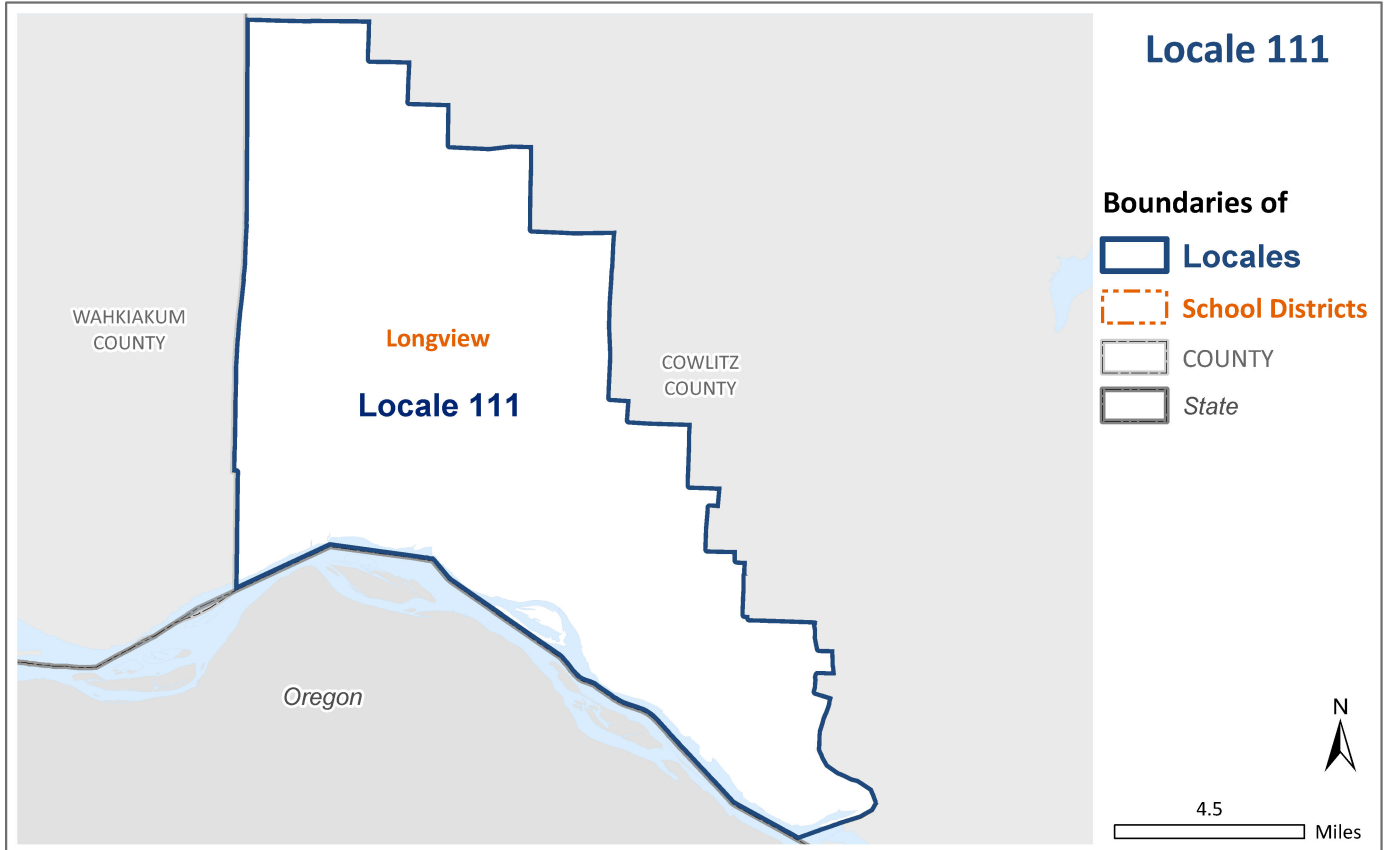 Locale 111
Boundaries of
Locales
School Districts
COUNTY
State
WAHKIAKUM
COUNTY
Longview
Locale 111
COWLITZ
COUNTY
Oregon
N
4.5
Miles